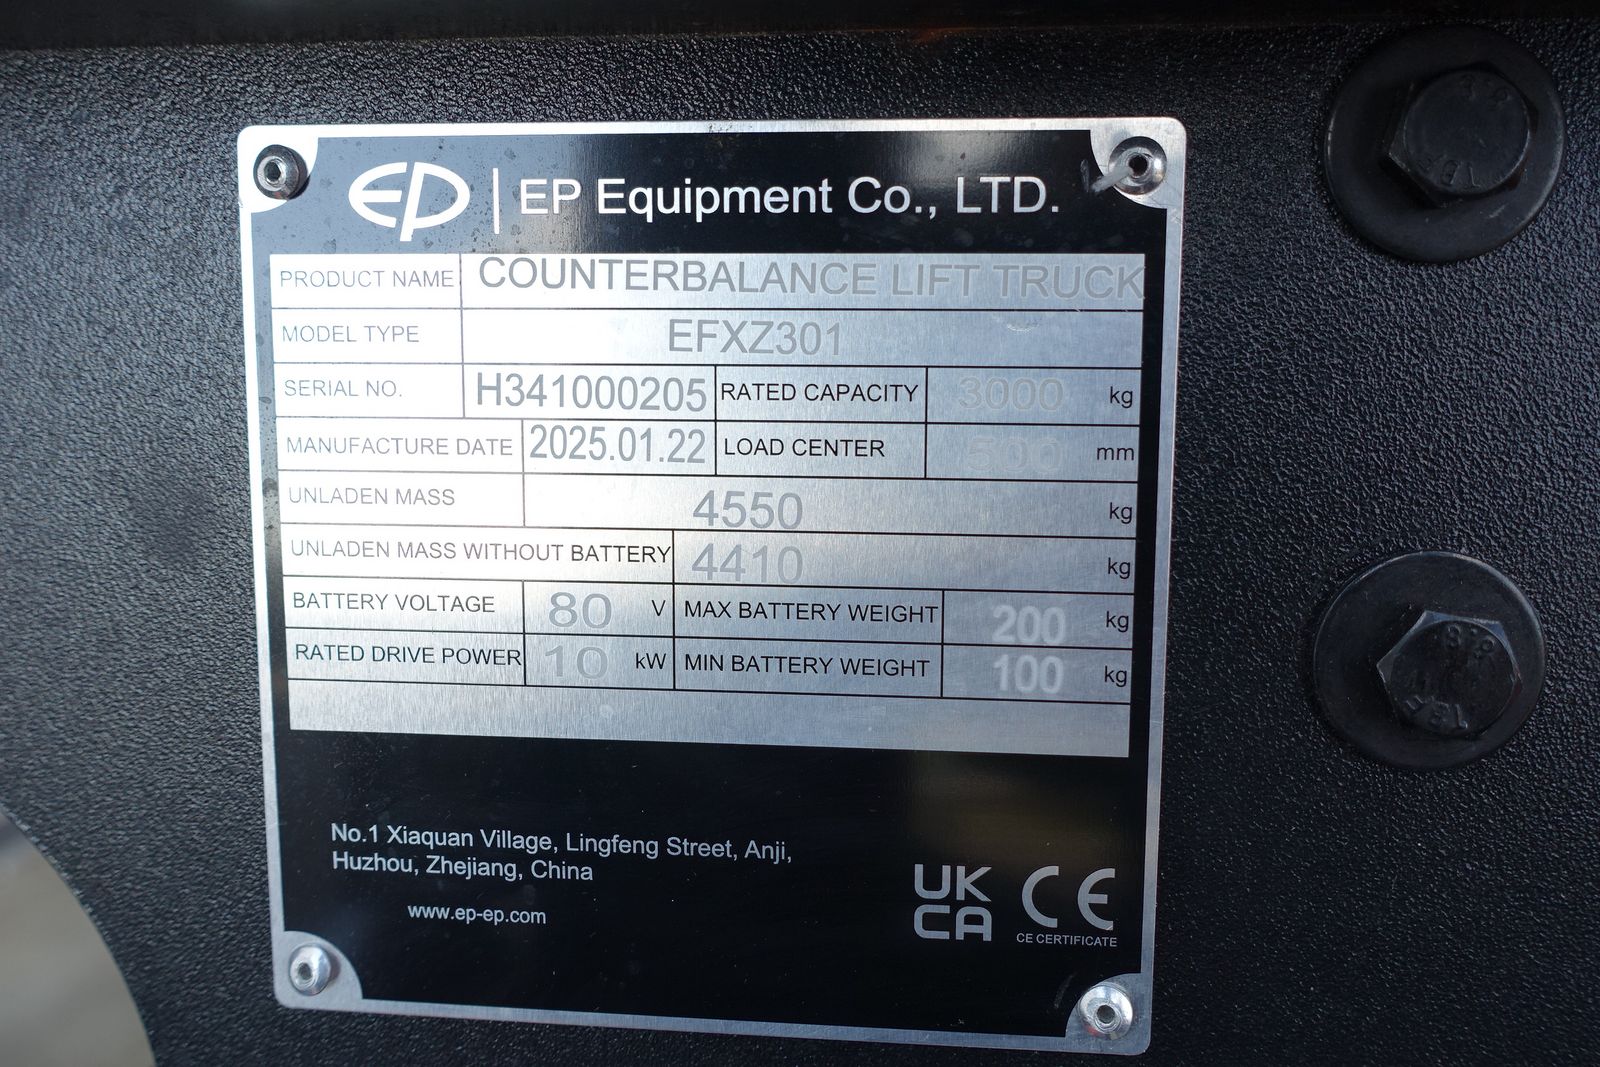 EP | EP Equipment Co., LTD.
PRODUCT NAME COUNTERBALANCE LIFT TRUCK
MODEL TYPE EFXZ301
SERIAL NO. H341000205 RATED CAPACITY 3000 kg
MANUFACTURE DATE 2025.01.22 LOAD CENTER 500 mm
UNLADEN MASS 4550 kg
UNLADEN MASS WITHOUT BATTERY 4410 kg
BATTERY VOLTAGE 80 V MAX BATTERY WEIGHT 200 kg
RATED DRIVE POWER 10 kW MIN BATTERY WEIGHT 100 kg
No.1 Xiaquan Village, Lingfeng Street, Anji,
Huzhou, Zhejiang, China
www.ep-ep.com
UK
CA CE
CE CERTIFICATE